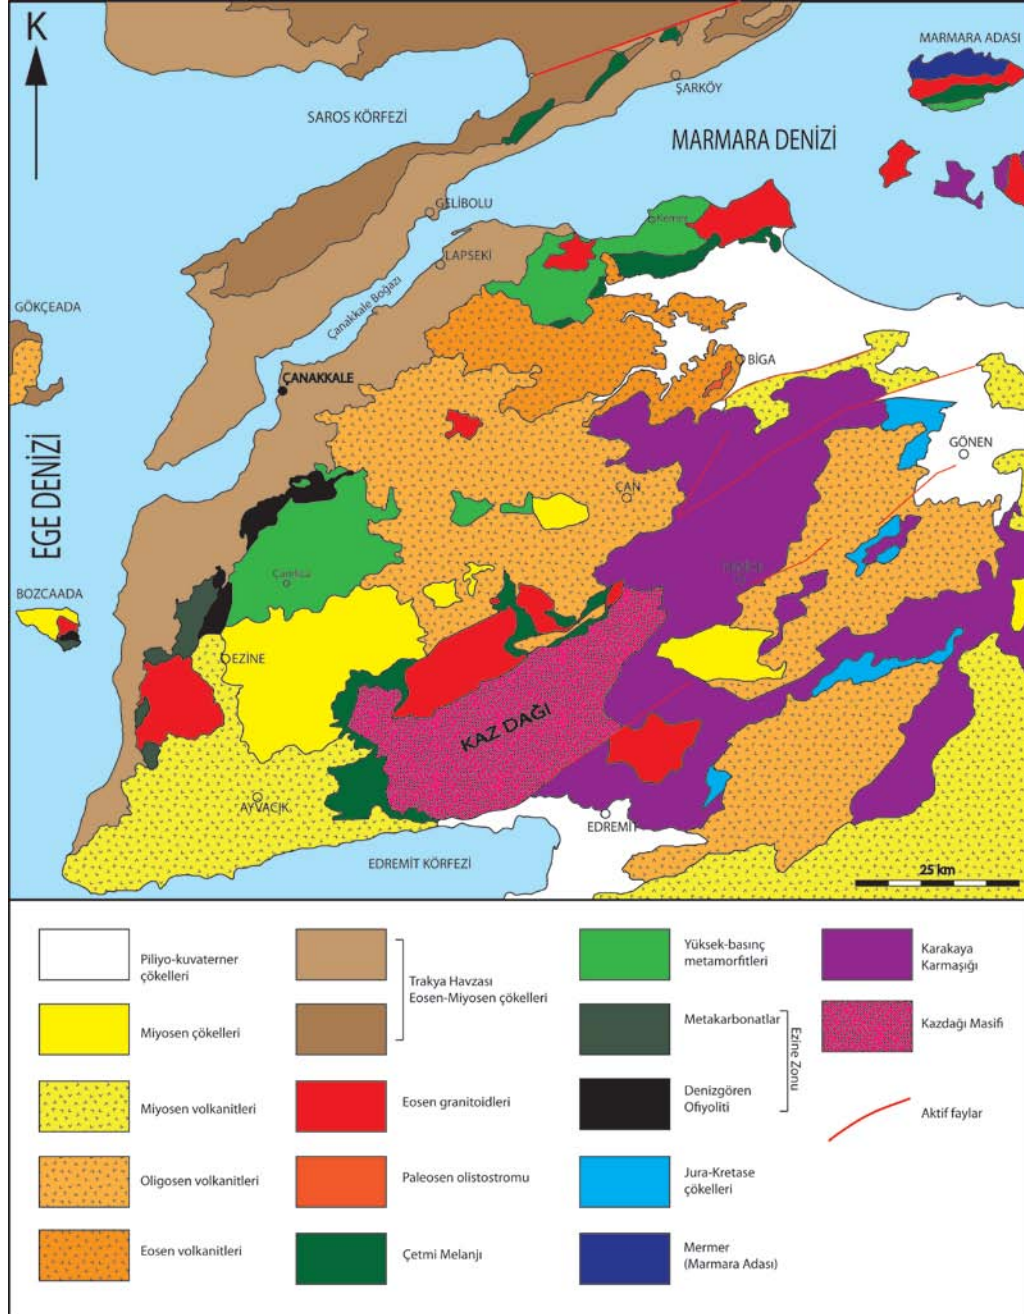 K
MARMARA ADASI
ŞARKÖY
SAROS KÖRFEZİ
MARMARA DENİZİ
GELİBOLU
Kemer
LAPSEKİ
Çanakkale Boğazı
GÖKÇEADA
BİGA
ÇANAKKALE
GÖNEN
EGE DENİZİ
ÇAN
Çamlıca
BOZCAADA
EZİNE
KAZ DAĞI
AYVACIK
EDREMİT
EDREMİT KÖRFEZİ
25 km
Piliyo-kuvaterner
çökelleri
Miyosen çökelleri
Miyosen volkanitleri
Oligosen volkanitleri
Eosen volkanitleri
Trakya Havzası
Eosen-Miyosen çökelleri
Eosen granitoidleri
Paleosen olistostromu
Çetmi Melanjı
Yüksek-basınç
metamorfitleri
Metakarbonatlar
Denizgören
Ofiyoliti
Ezine Zonu
Jura-Kretase
çökelleri
Mermer
(Marmara Adası)
Karakaya
Karmaşığı
Kazdağı Masifi
Aktif faylar